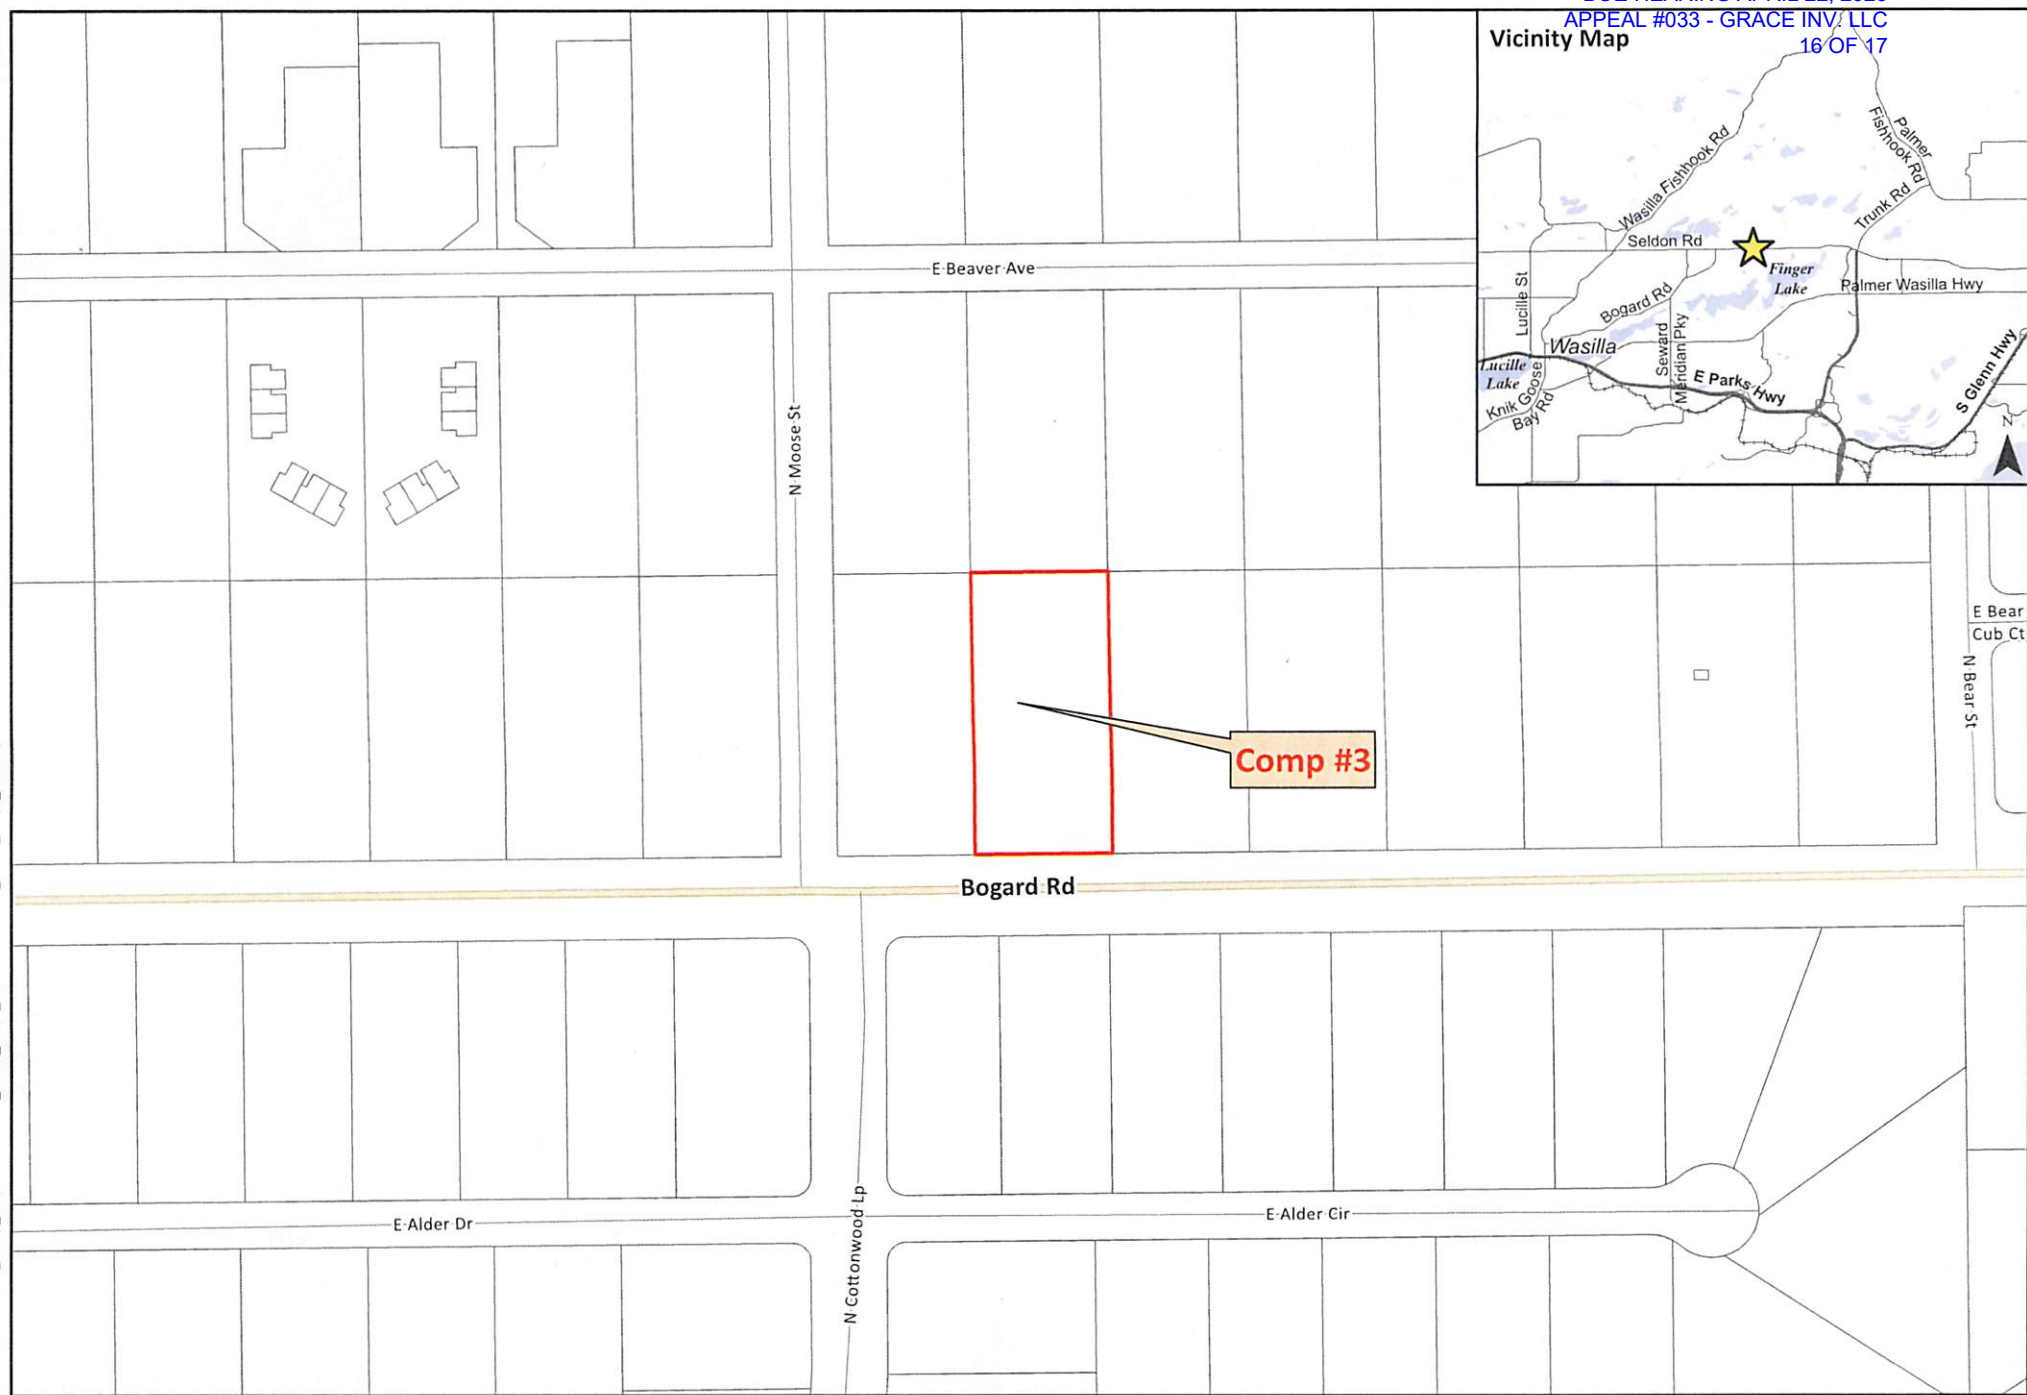 APPEAL #033 - GRACE INV. LLC
16 OF 17
Vicinity Map
Palmer
Fishhook Rd
Wasilla Fishhook Rd
Trunk Rd
Seldon Rd
Finger
Lake
Palmer Wasilla Hwy
Lucille St
Bogard Rd
Seward
Meridian Pky
Wasilla
Lucille
Lake
E Parks Hwy
Knik Goose
Bay Rd
S Glenn Hwy
N
E Beaver Ave
N Moose St
E Bear
Cub Ct
N Bear St
Comp #3
Bogard Rd
E Alder Dr
N Cottonwood Lp
E Alder Cir